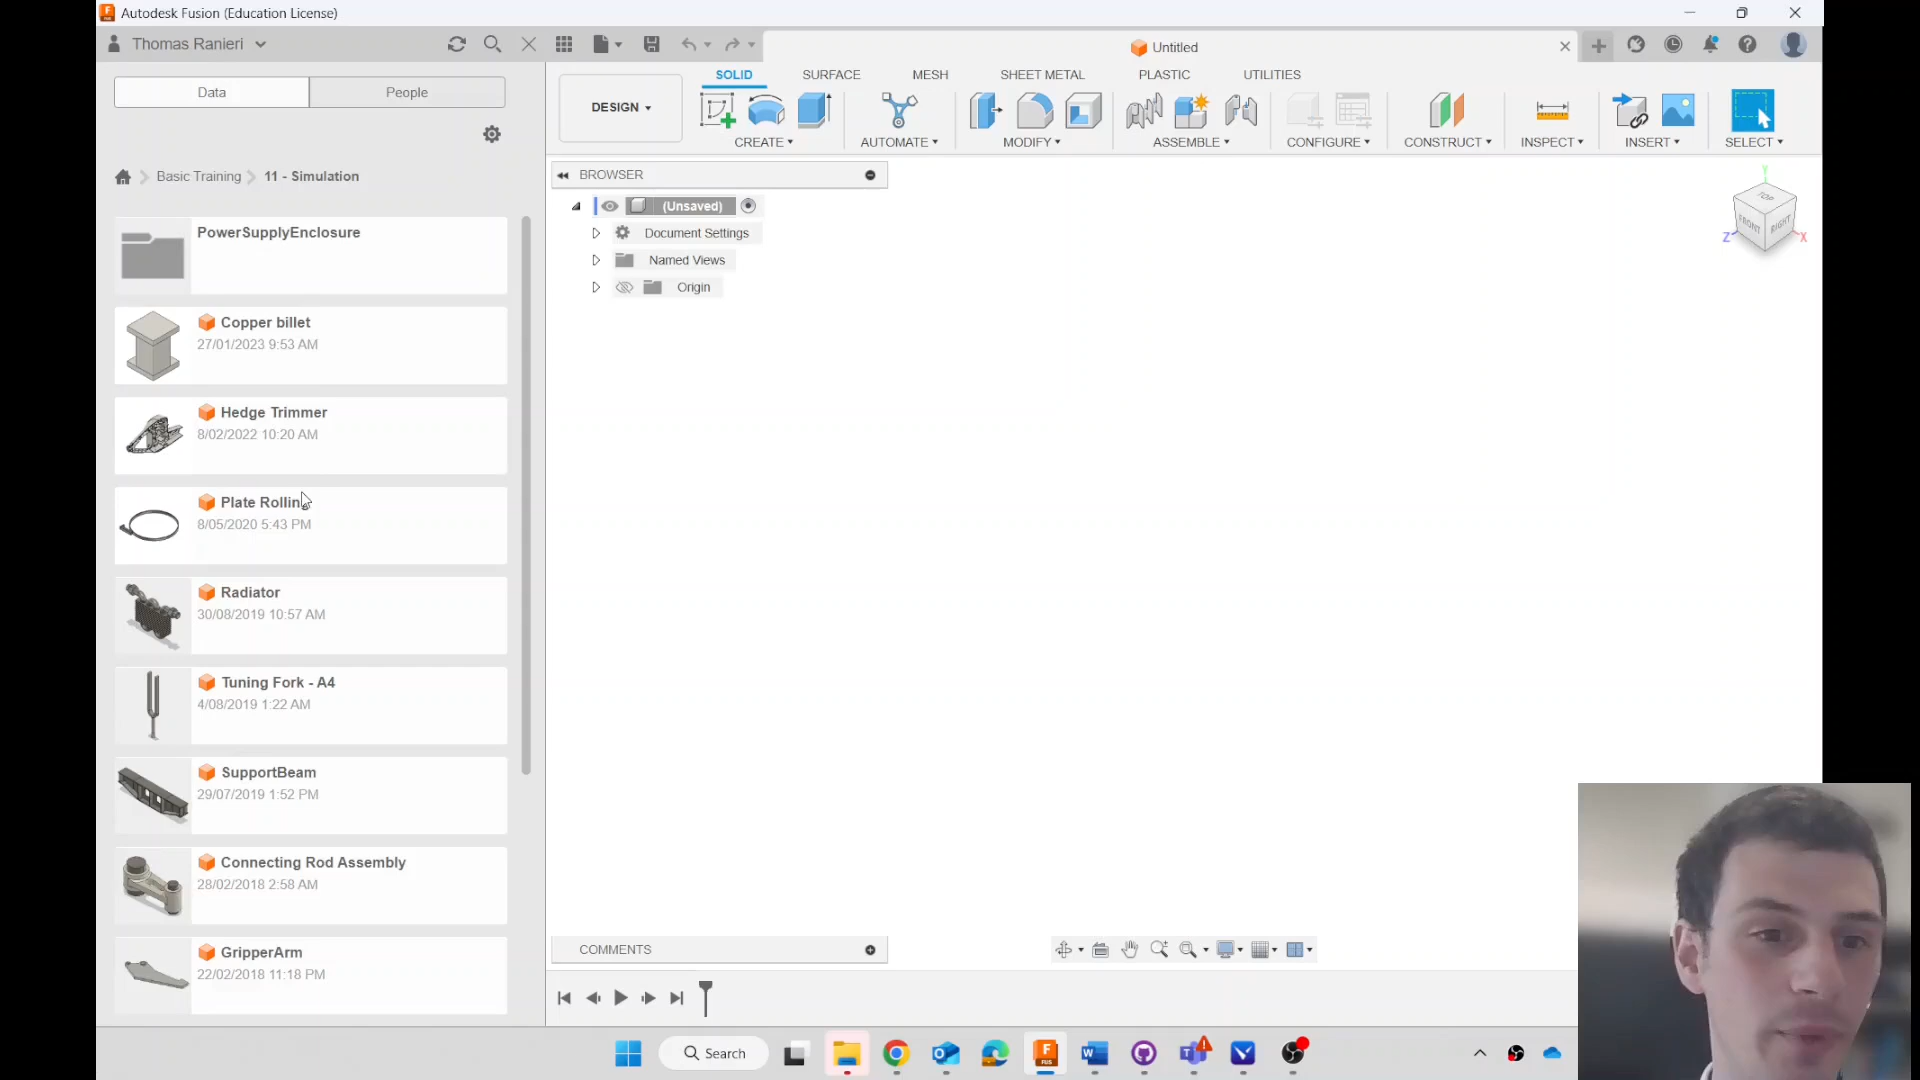 Autodesk Fusion (Education License)
Thomas Ranieri
Untitled
Data
People
SOLID
SURFACE
MESH
SHEET METAL
PLASTIC
UTILITIES
DESIGN
CREATE
AUTOMATE
MODIFY
ASSEMBLE
CONFIGURE
CONSTRUCT
INSPECT
INSERT
SELECT
Basic Training
11 - Simulation
BROWSER
(Unsaved)
Document Settings
Named Views
Origin
TOP
FRONT
RIGHT
Y
Z
X
PowerSupplyEnclosure
Copper billet
27/01/2023 9:53 AM
Hedge Trimmer
8/02/2022 10:20 AM
Plate Rolling
8/05/2020 5:43 PM
Radiator
30/08/2019 10:57 AM
Tuning Fork - A4
4/08/2019 1:22 AM
SupportBeam
29/07/2019 1:52 PM
Connecting Rod Assembly
28/02/2018 2:58 AM
GripperArm
22/02/2018 11:18 PM
COMMENTS
Search